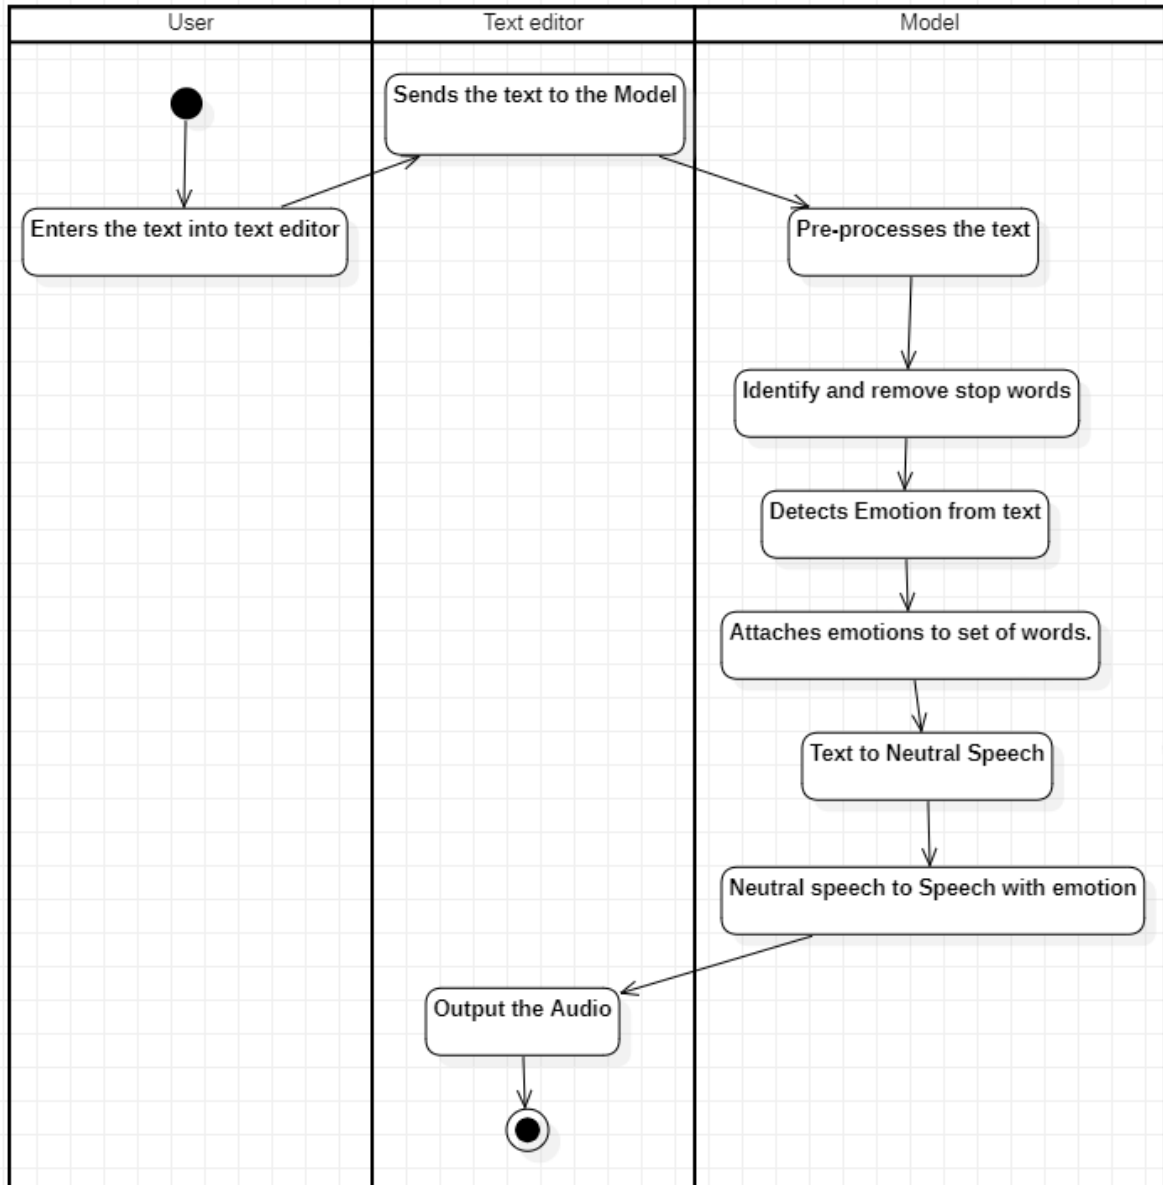 User
Text editor
Model
Sends the text to the Model
Enters the text into text editor
Pre-processes the text
Identify and remove stop words
Detects Emotion from text
Attaches emotions to set of words.
Text to Neutral Speech
Neutral speech to Speech with emotion
Output the Audio